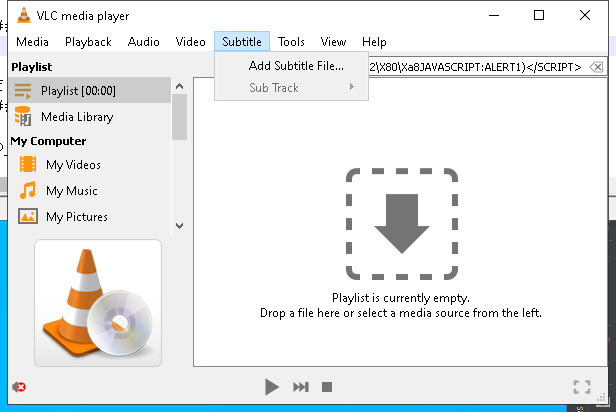 VLC media player
Media Playback Audio Video Subtitle Tools View Help
Playlist
2\X80\Xa8JAVASCRIPT:ALERT1)</SCRIPT>
Add Subtitle File...
Sub Track
Playlist [00:00]
Media Library
My Computer
My Videos
My Music
My Pictures
Playlist is currently empty.
Drop a file here or select a media source from the left.